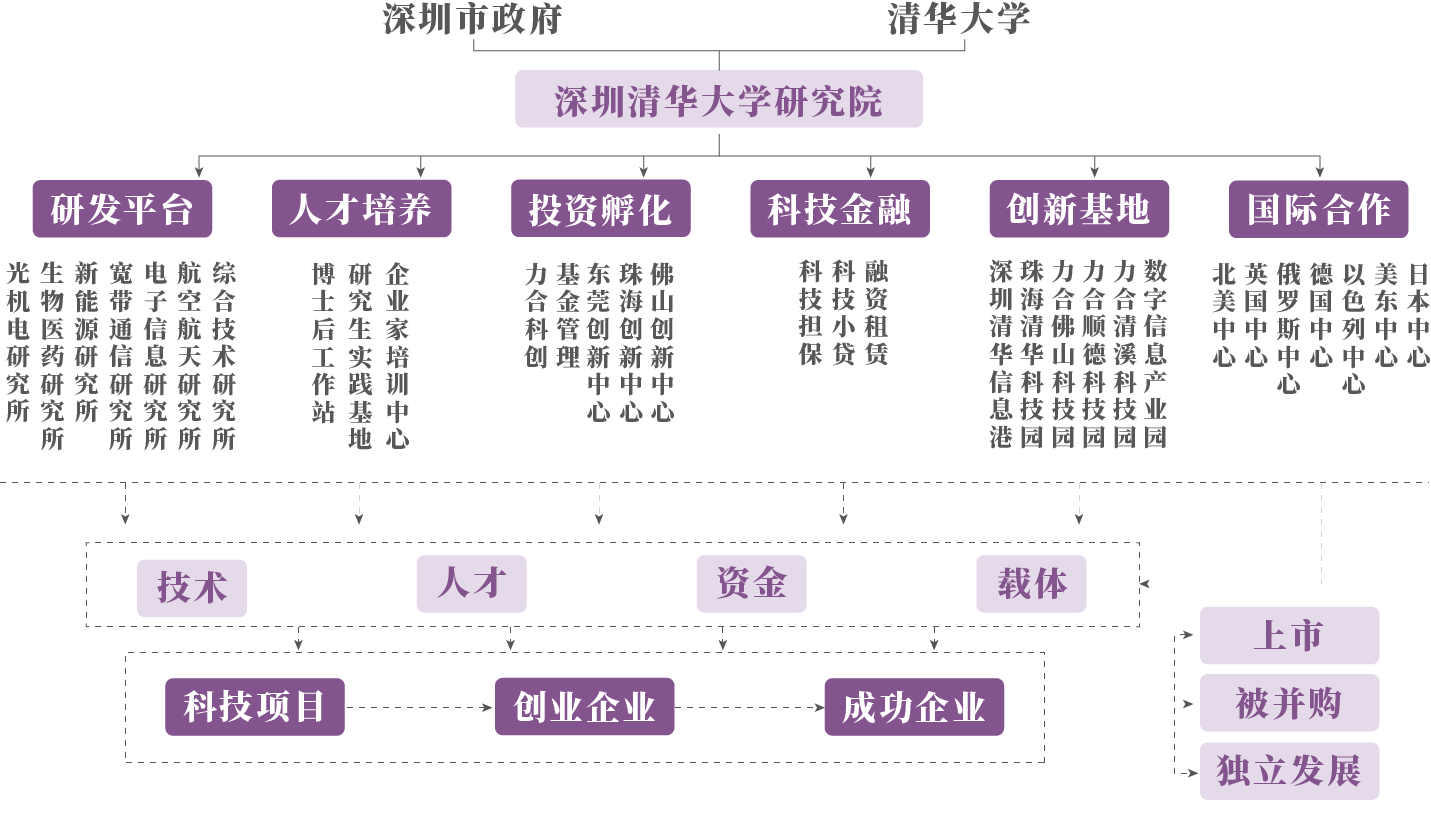 深圳市政府
清华大学
深圳清华大学研究院
研发平台
人才培养
投资孵化
科技金融
创新基地
国际合作
光机电研究所
生物医药研究所
新能源研究所
宽带通信研究所
电子信息研究所
航空航天研究所
综合技术研究所
博士后工作站
研究生实践基地
企业家培训中心
力合科创
基金管理
东莞创新中心
珠海创新中心
佛山创新中心
科技担保
科技小贷
融资租赁
深圳清华信息港
珠海清华科技园
力合佛山科技园
力合顺德科技园
力合清溪科技园
数字信息产业园
北美中心
英国中心
俄罗斯中心
德国中心
以色列中心
美东中心
日本中心
技术
人才
资金
载体
科技项目
创业企业
成功企业
上市
被并购
独立发展